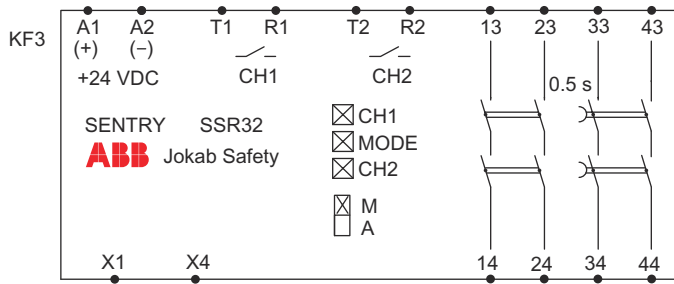 KF3
A1 A2 T1 R1 T2 R2 13 23 33 43
(+) (–)
+24 VDC CH1 CH2 0.5 s
SENTRY SSR32
ABB Jokab Safety
CH1
MODE
CH2
M
A
X1 X4 14 24 34 44